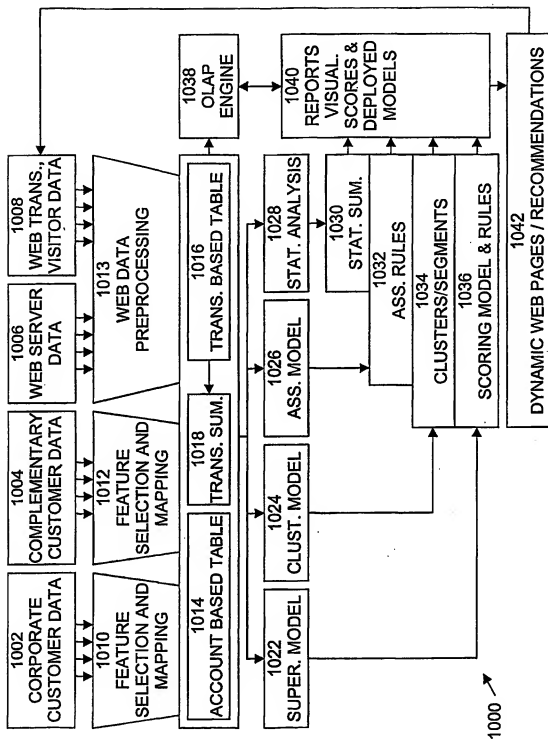 1002
CORPORATE
CUSTOMER DATA
1004
COMPLEMENTARY
CUSTOMER DATA
1006
WEB SERVER
DATA
1008
WEB TRANS.,
VISITOR DATA
1010
FEATURE
SELECTION AND
MAPPING
1012
FEATURE
SELECTION AND
MAPPING
1013
WEB DATA
PREPROCESSING
1014
ACCOUNT BASED TABLE
1018
TRANS. SUM.
1016
TRANS. BASED TABLE
1038
OLAP
ENGINE
1022
SUPER. MODEL
1024
CLUST. MODEL
1026
ASS. MODEL
1028
STAT. ANALYSIS
1030
STAT. SUM.
1032
ASS. RULES
1034
CLUSTERS/SEGMENTS
1036
SCORING MODEL & RULES
1040
REPORTS
VISUAL.
SCORES &
DEPLOYED
MODELS
1042
DYNAMIC WEB PAGES / RECOMMENDATIONS
1000